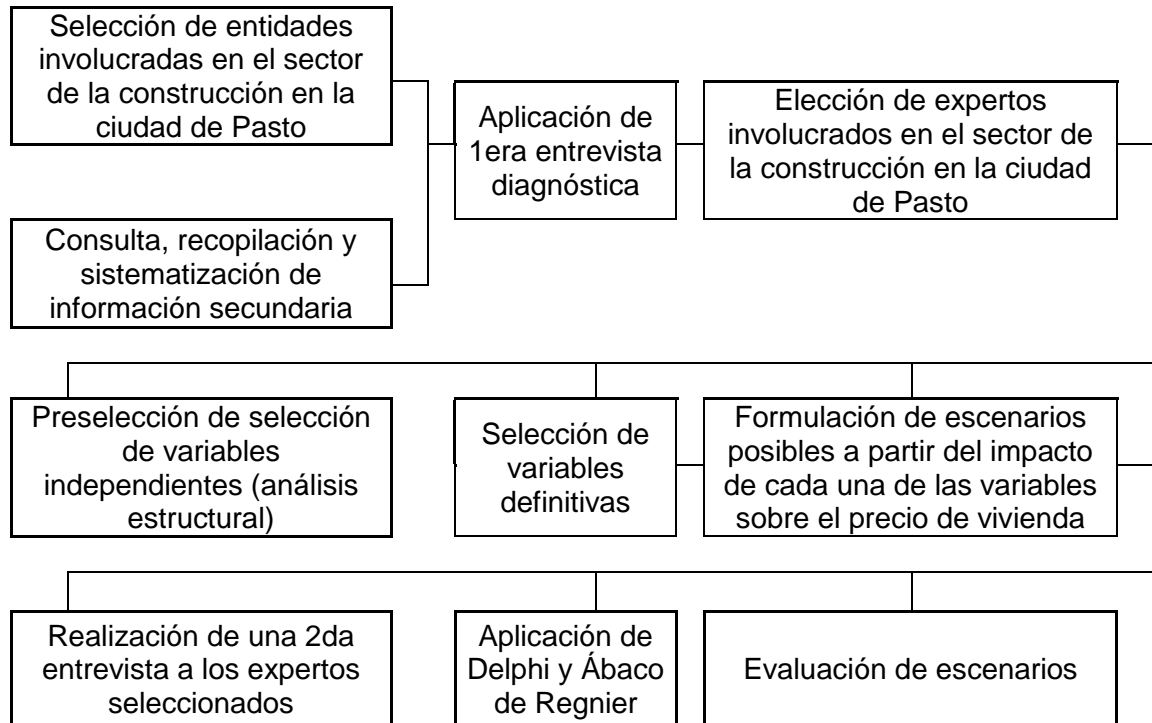 Selección de entidades
involucradas en el sector
de la construcción en la
ciudad de Pasto
Consulta, recopilación y
sistematización de
información secundaria
Aplicación de
1era entrevista
diagnóstica
Elección de expertos
involucrados en el sector de
la construcción en la ciudad
de Pasto
Preselección de selección
de variables
independientes (análisis
estructural)
Selección de
variables
definitivas
Formulación de escenarios
posibles a partir del impacto
de cada una de las variables
sobre el precio de vivienda
Realización de una 2da
entrevista a los expertos
seleccionados
Aplicación de
Delphi y Ábaco
de Regnier
Evaluación de escenarios